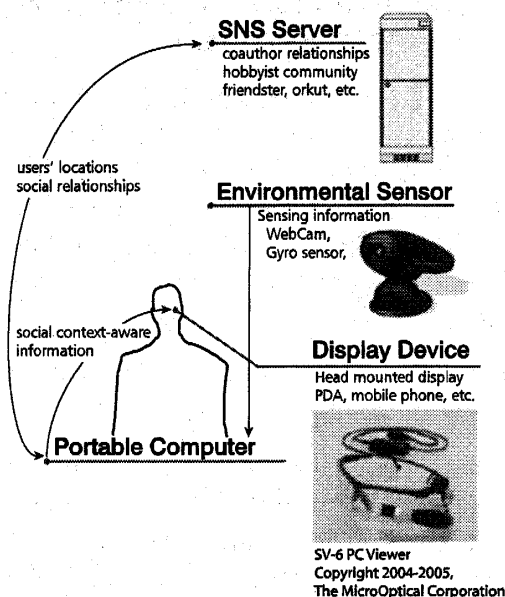 SNS Server
coauthor relationships
hobbyist community
friendster, orkut, etc.
users' locations
social relationships
Environmental Sensor
Sensing information
WebCam,
Gyro sensor,
social context-aware
information
Display Device
Head mounted display
PDA, mobile phone, etc.
Portable Computer
SV-6 PC Viewer
Copyright 2004-2005,
The MicroOptical Corporation